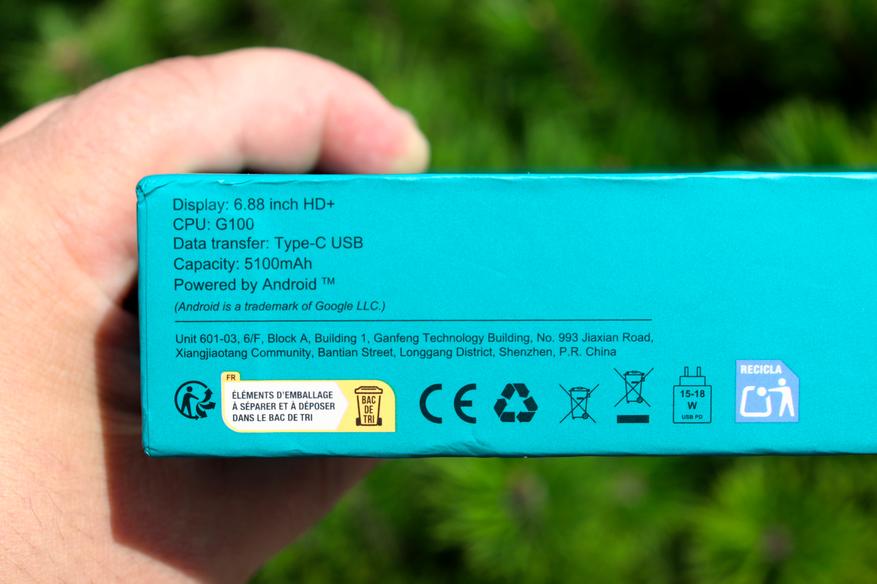 Display: 6.88 inch HD+
CPU: G100
Data transfer: Type-C USB
Capacity: 5100mAh
Powered by Android ™
(Android is a trademark of Google LLC.)
Unit 601-03, 6/F, Block A, Building 1, Ganfeng Technology Building, No. 993 Jiaxian Road,
Xiangjiaotang Community, Bantian Street, Longgang District, Shenzhen, P.R. China
FR
ÉLÉMENTS D'EMBALLAGE
À SÉPARER ET À DÉPOSER
DANS LE BAC DE TRI
BAC
DE
TRI
CE
15-18
W
USB PD
RECICLA